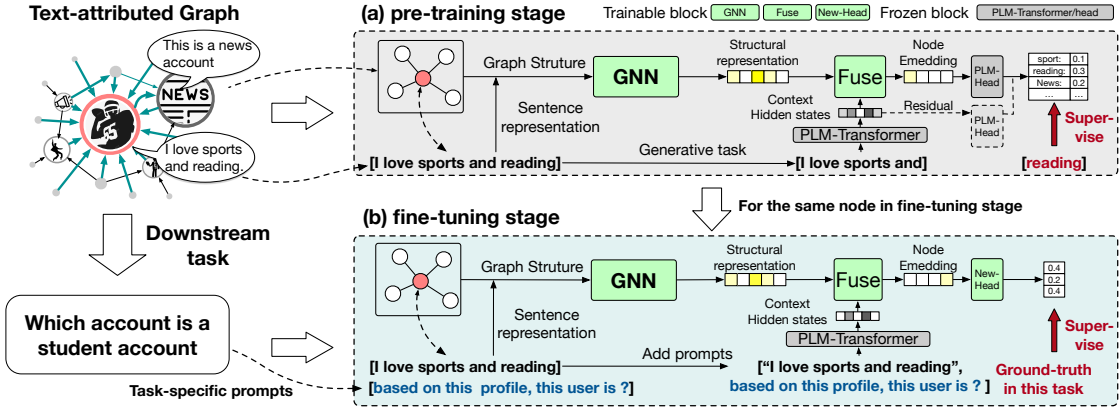 Text-attributed Graph
This is a news
account
NEWS
I love sports
and reading.
Downstream
task
Which account is a
student account
Task-specific prompts
(a) pre-training stage
Trainable block
GNN
Fuse
New-Head
Frozen block
PLM-Transformer/head
Graph Struture
Sentence
representation
GNN
Structural
representation
Fuse
Node
Emedding
PLM-
Head
sport: 0.1
reading: 0.3
News: 0.2
... ...
Context
Hidden states
Residual
PLM-
Head
PLM-Transformer
Super-
vise
[I love sports and reading]
Generative task
[I love sports and]
[reading]
For the same node in fine-tuning stage
(b) fine-tuning stage
Graph Struture
Sentence
representation
GNN
Structural
representation
Fuse
Node
Emedding
New-
Head
0.4
0.2
0.4
Context
Hidden states
PLM-Transformer
Super-
vise
[I love sports and reading]
[based on this profile, this user is ?]
Add prompts
["I love sports and reading",
based on this profile, this user is ? ]
Ground-truth
in this task